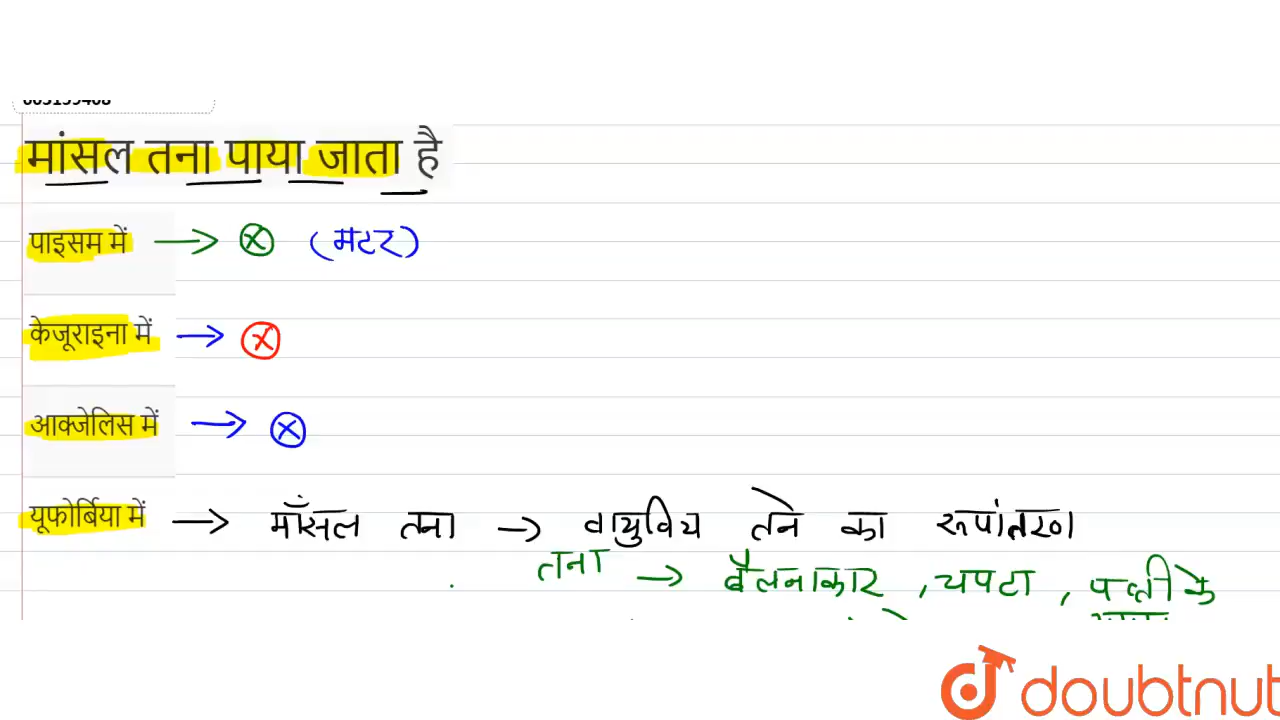 मांसल तना पाया जाता है
पाइसम में → ⊗ (मटर)
केजूराइना में → ⊗
आक्जेलिस में → ⊗
यूफोर्बिया में → माँसल तना → वायुविय तने का रूपांतरण
तना → बेलनाकार , चपटा , पत्ती के
doubtnut